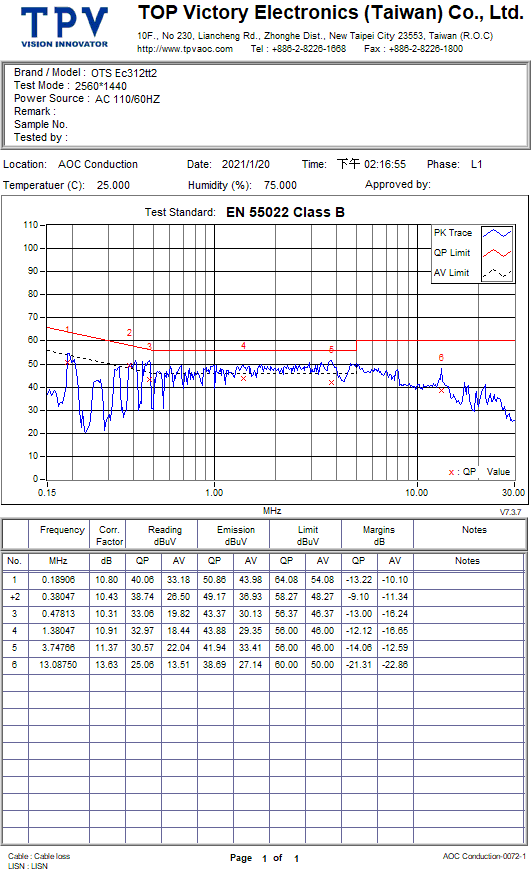 TPV
VISION INNOVATOR
TOP Victory Electronics (Taiwan) Co., Ltd.
10F., No 230, Liancheng Rd., Zhonghe Dist., New Taipei City 23553, Taiwan (R.O.C)
http://www.tpvaoc.com Tel : +886-2-8226-1668 Fax : +886-2-8226-1800
Brand / Model : OTS Ec312tt2
Test Mode : 2560*1440
Power Source : AC 110/60HZ
Remark :
Sample No.
Tested by :
Location: AOC Conduction Date: 2021/1/20 Time: 下午 02:16:55 Phase: L1
Temperatuer (C): 25.000 Humidity (%): 75.000 Approved by:
Test Standard: EN 55022 Class B
PK Trace
QP Limit
AV Limit
110
100
90
80
70
60
50
40
30
20
10
0
1 2 3 4 5 6
x : QP Value
0.15 1.00 10.00 30.00
MHz
V7.3.7
Frequency Corr. Factor Reading dBuV Emission dBuV Limit dBuV Margins dB Notes
No. MHz dB QP AV QP AV QP AV QP AV Notes
1 0.18906 10.80 40.06 33.18 50.86 43.98 64.08 54.08 -13.22 -10.10
+2 0.38047 10.43 38.74 26.50 49.17 36.93 58.27 48.27 -9.10 -11.34
3 0.47813 10.31 33.06 19.82 43.37 30.13 56.37 46.37 -13.00 -16.24
4 1.38047 10.91 32.97 18.44 43.88 29.35 56.00 46.00 -12.12 -16.65
5 3.74766 11.37 30.57 22.04 41.94 33.41 56.00 46.00 -14.06 -12.59
6 13.08750 13.63 25.06 13.51 38.69 27.14 60.00 50.00 -21.31 -22.86
Cable : Cable loss
LISN : LISN
Page 1 of 1
AOC Conduction-0072-1